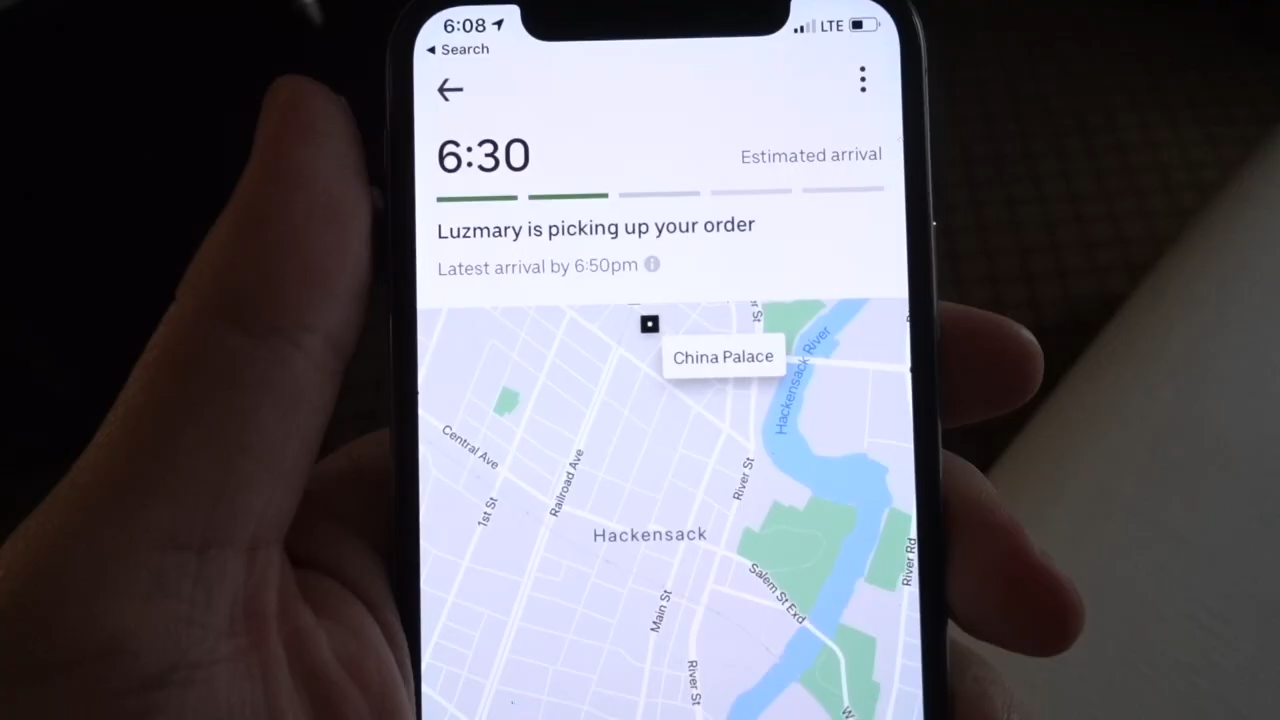 6:08
LTE
◀ Search
6:30
Estimated arrival
Luzmary is picking up your order
Latest arrival by 6:50pm
China Palace
Hackensack River
Central Ave
Railroad Ave
1st St
River St
Hackensack
Salem St Exd
River Rd
Main St
River St